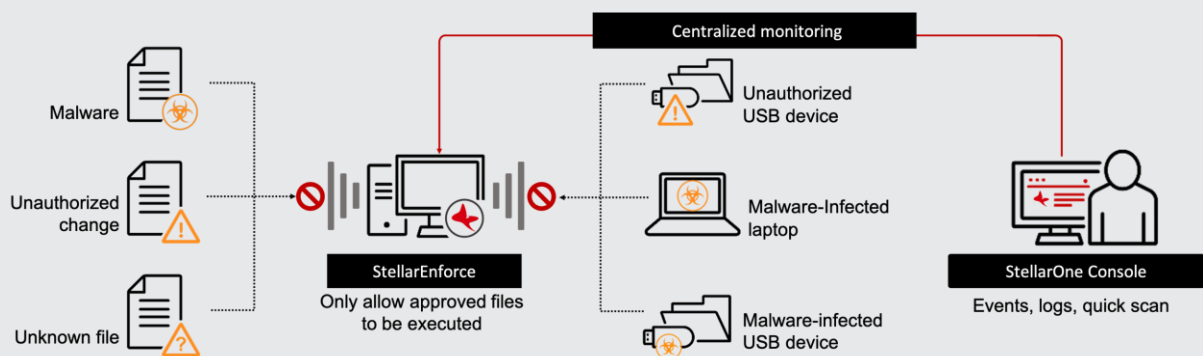 Centralized monitoring
Malware
Unauthorized
change
Unknown file
StellarEnforce
Only allow approved files
to be executed
Unauthorized
USB device
Malware-Infected
laptop
Malware-infected
USB device
StellarOne Console
Events, logs, quick scan